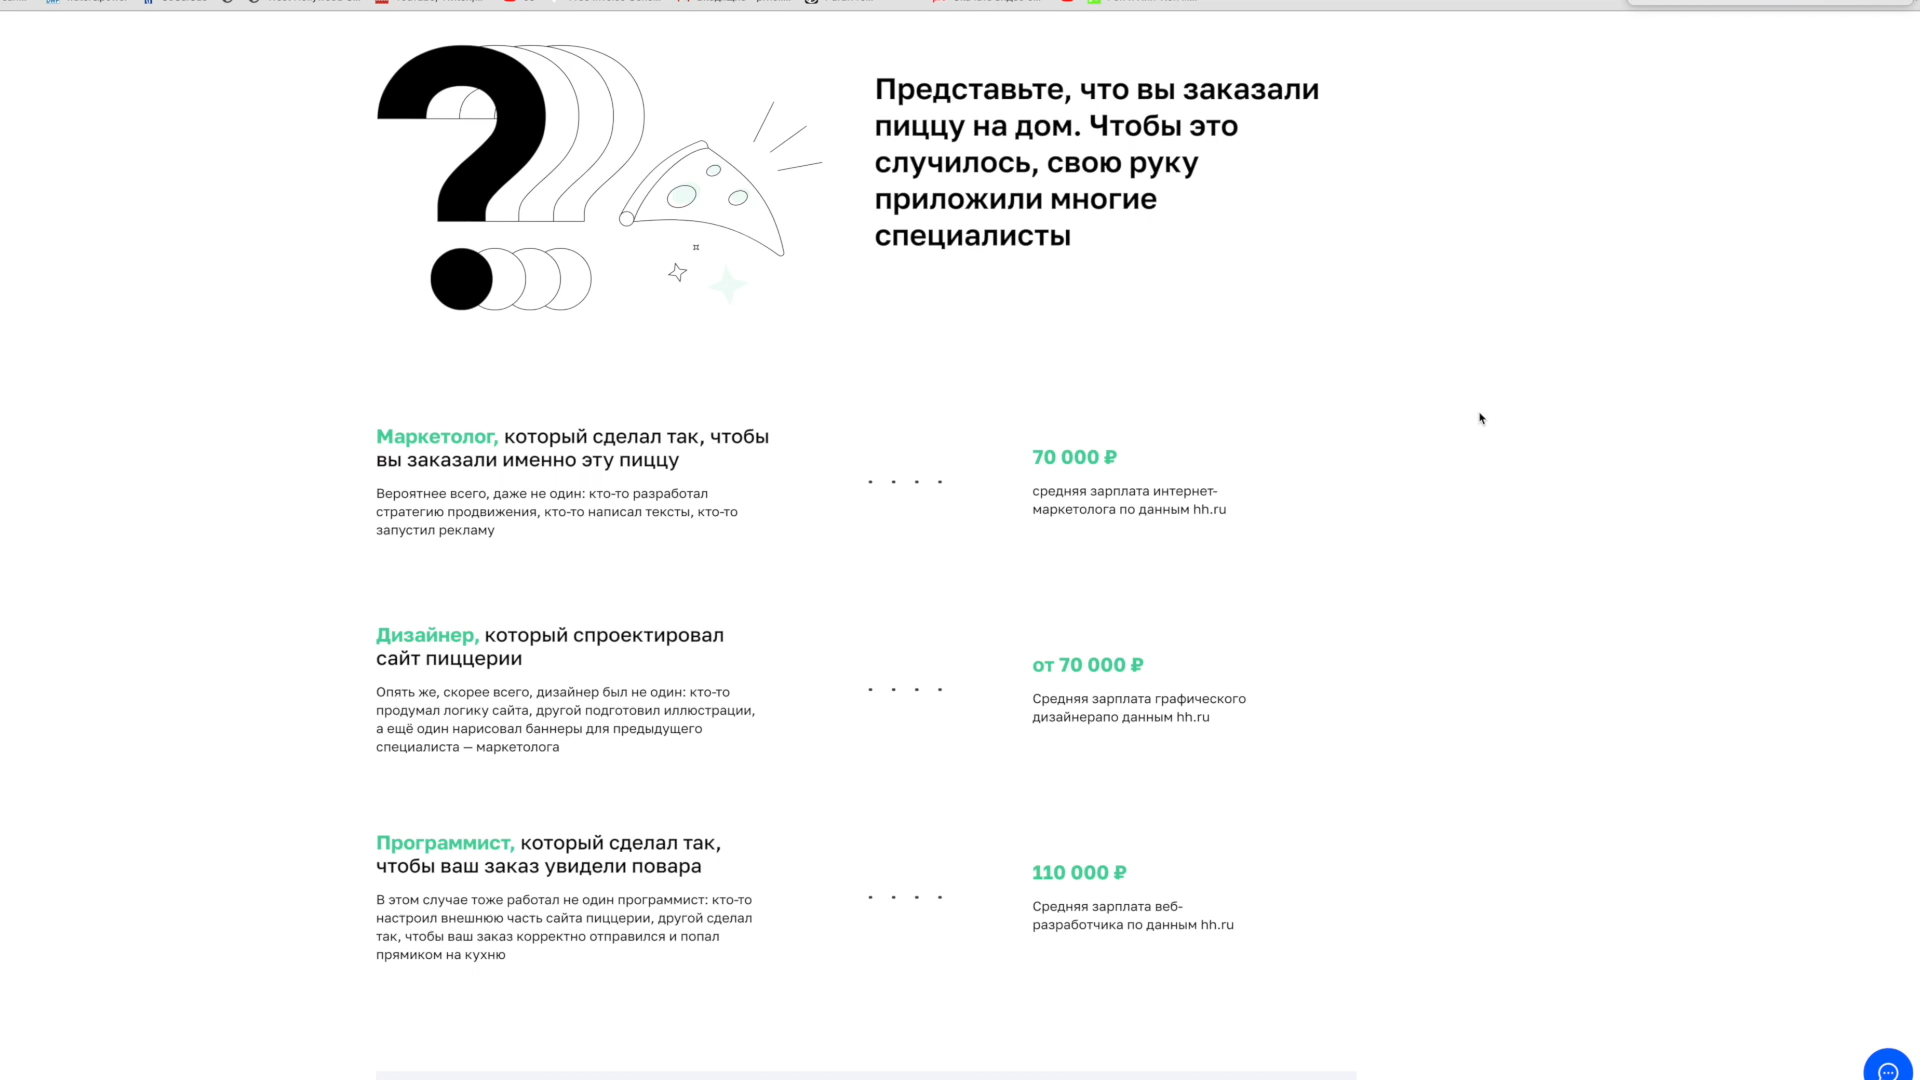 ?
Представьте, что вы заказали
пиццу на дом. Чтобы это
случилось, свою руку
приложили многие
специалисты
Маркетолог, который сделал так, чтобы
вы заказали именно эту пиццу
Вероятнее всего, даже не один: кто-то разработал
стратегию продвижения, кто-то написал тексты, кто-то
запустил рекламу
70 000 ₽
средняя зарплата интернет-
маркетолога по данным hh.ru
Дизайнер, который спроектировал
сайт пиццерии
Опять же, скорее всего, дизайнер был не один: кто-то
продумал логику сайта, другой подготовил иллюстрации,
а ещё один нарисовал баннеры для предыдущего
специалиста — маркетолога
от 70 000 ₽
Средняя зарплата графического
дизайнерапо данным hh.ru
Программист, который сделал так,
чтобы ваш заказ увидели повара
В этом случае тоже работал не один программист: кто-то
настроил внешнюю часть сайта пиццерии, другой сделал
так, чтобы ваш заказ корректно отправился и попал
прямиком на кухню
110 000 ₽
Средняя зарплата веб-
разработчика по данным hh.ru